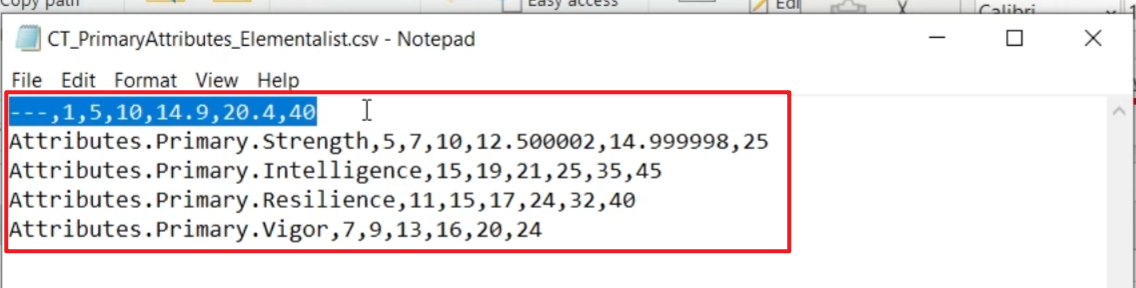 Copy path
Easy access
Edi
Calibri
CT_PrimaryAttributes_Elementalist.csv - Notepad
File Edit Format View Help
---,1,5,10,14.9,20.4,40
Attributes.Primary.Strength,5,7,10,12.500002,14.999998,25
Attributes.Primary.Intelligence,15,19,21,25,35,45
Attributes.Primary.Resilience,11,15,17,24,32,40
Attributes.Primary.Vigor,7,9,13,16,20,24